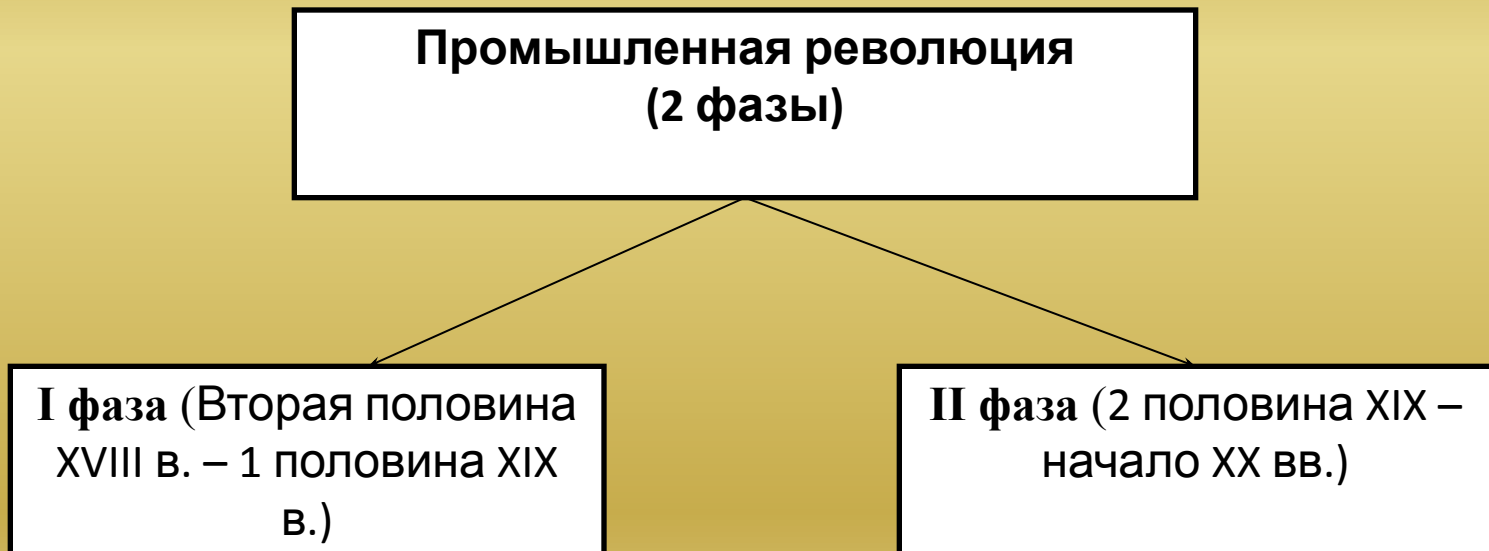 Промышленная революция
(2 фазы)
I фаза (Вторая половина
XVIII в. – 1 половина XIX
в.)
II фаза (2 половина XIX –
начало XX вв.)